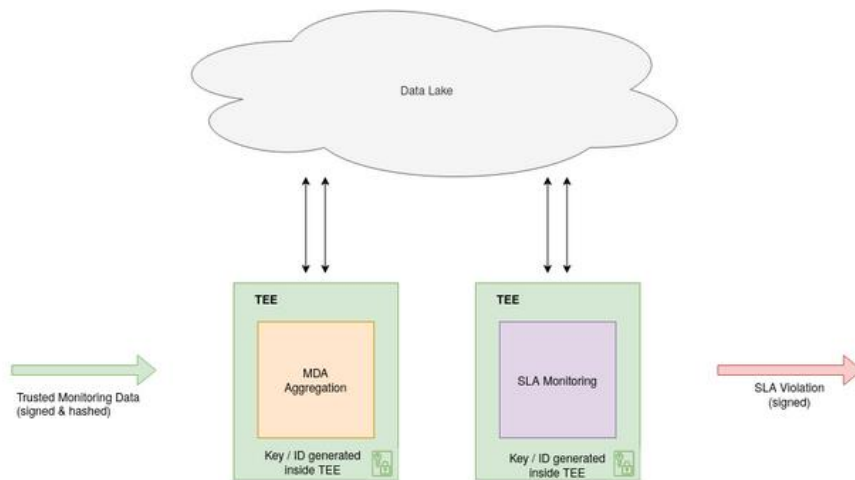 Data Lake
TEE
MDA
Aggregation
Key / ID generated
inside TEE
TEE
SLA Monitoring
Key / ID generated
inside TEE
Trusted Monitoring Data
(signed & hashed)
SLA Violation
(signed)